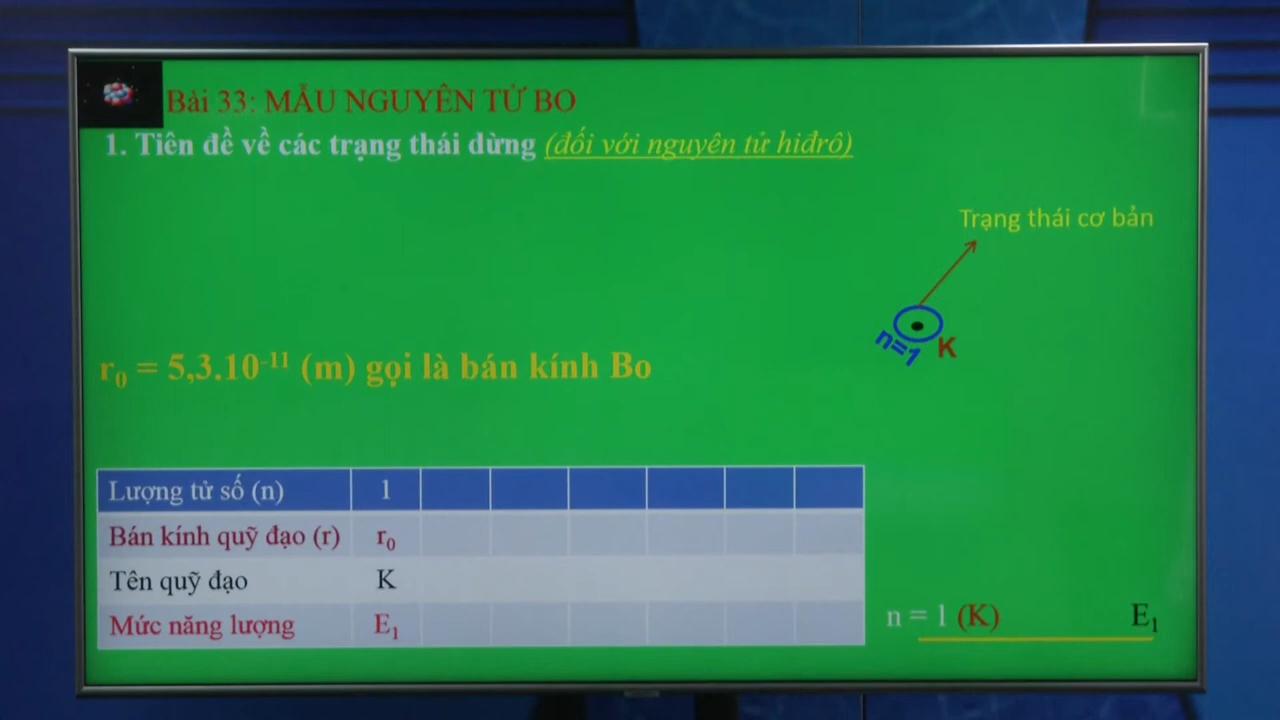 Bài 33: MẪU NGUYÊN TỬ BO
1. Tiên đề về các trạng thái dừng (đối với nguyên tử hiđrô)
Trạng thái cơ bản
n=1 K
r₀ = 5,3.10⁻¹¹ (m) gọi là bán kính Bo
Lượng tử số (n) 1
Bán kính quỹ đạo (r) r₀
Tên quỹ đạo K
Mức năng lượng E₁
n = 1 (K) E₁